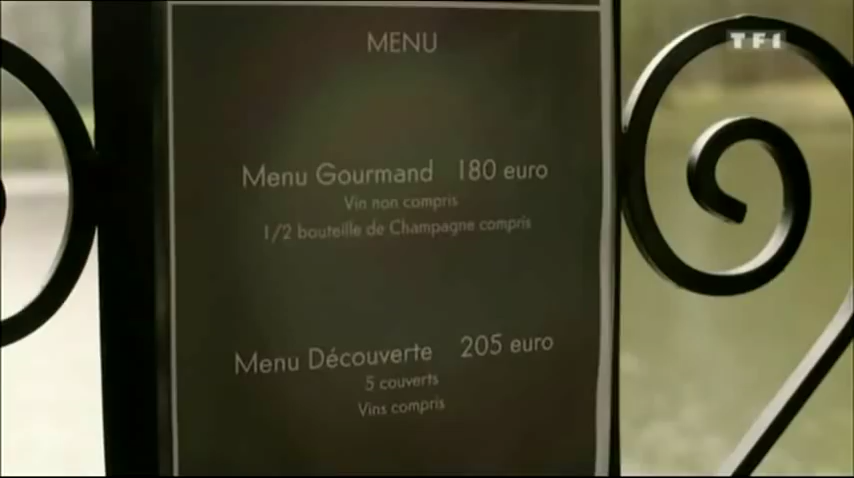 TF1
MENU
Menu Gourmand 180 euro
Vin non compris
1/2 bouteille de Champagne compris
Menu Découverte 205 euro
5 couverts
Vins compris